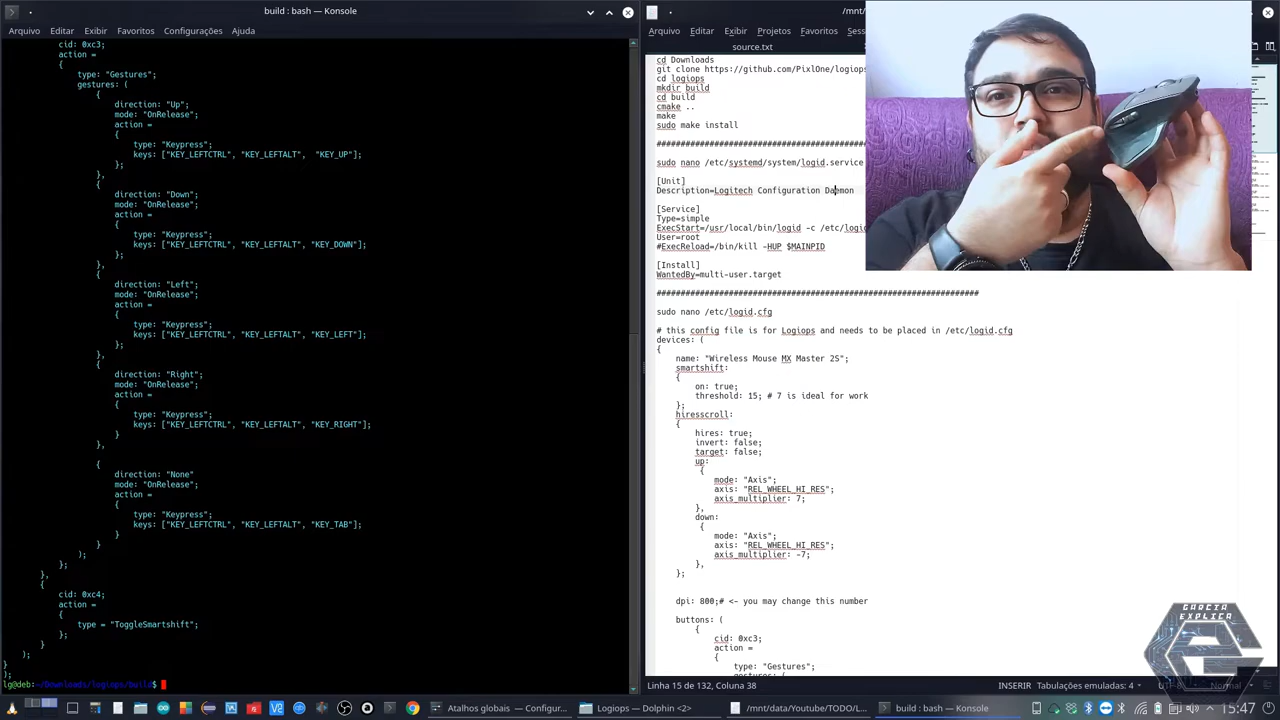 build : bash — Konsole
Arquivo Editar Exibir Favoritos Configurações Ajuda
cid: 0xc3;
action =
{
type: "Gestures";
gestures: (
{
direction: "Up";
mode: "OnRelease";
action =
{
type: "Keypress";
keys: ["KEY_LEFTCTRL", "KEY_LEFTALT", "KEY_UP"];
};
},
{
direction: "Down";
mode: "OnRelease";
action =
{
type: "Keypress";
keys: ["KEY_LEFTCTRL", "KEY_LEFTALT", "KEY_DOWN"];
};
},
{
direction: "Left";
mode: "OnRelease";
action =
{
type: "Keypress";
keys: ["KEY_LEFTCTRL", "KEY_LEFTALT", "KEY_LEFT"];
};
},
{
direction: "Right";
mode: "OnRelease";
action =
{
type: "Keypress";
keys: ["KEY_LEFTCTRL", "KEY_LEFTALT", "KEY_RIGHT"];
}
},
{
direction: "None"
mode: "OnRelease";
action =
{
type: "Keypress";
keys: ["KEY_LEFTCTRL", "KEY_LEFTALT", "KEY_TAB"];
}
}
);
};
},
{
cid: 0xc4;
action =
{
type = "ToggleSmartshift";
};
}
);
}
);
lg@deb:~/Downloads/logiops/build$
/mnt/
Arquivo Editar Exibir Projetos Favoritos Sess
source.txt
cd Downloads
git clone https://github.com/PixlOne/logiops
cd logiops
mkdir build
cd build
cmake ..
make
sudo make install
sudo nano /etc/systemd/system/logid.service
[Unit]
Description=Logitech Configuration Daemon
[Service]
Type=simple
ExecStart=/usr/local/bin/logid -c /etc/logid
User=root
#ExecReload=/bin/kill -HUP $MAINPID
[Install]
WantedBy=multi-user.target
###################################################################
sudo nano /etc/logid.cfg
# this config file is for Logiops and needs to be placed in /etc/logid.cfg
devices: (
{
name: "Wireless Mouse MX Master 2S";
smartshift:
{
on: true;
threshold: 15; # 7 is ideal for work
};
hiresscroll:
{
hires: true;
invert: false;
target: false;
up:
{
mode: "Axis";
axis: "REL_WHEEL_HI_RES";
axis_multiplier: 7;
},
down:
{
mode: "Axis";
axis: "REL_WHEEL_HI_RES";
axis_multiplier: -7;
},
};
dpi: 800;# <- you may change this number
buttons: (
{
cid: 0xc3;
action =
{
type: "Gestures";
Linha 15 de 132, Coluna 38 INSERIR Tabulações emuladas: 4 Normal
GARCIA
EXPLICA
Atalhos globais — Configur...
Logiops — Dolphin <2>
/mnt/data/Youtube/TODO/L...
build : bash — Konsole
15:47